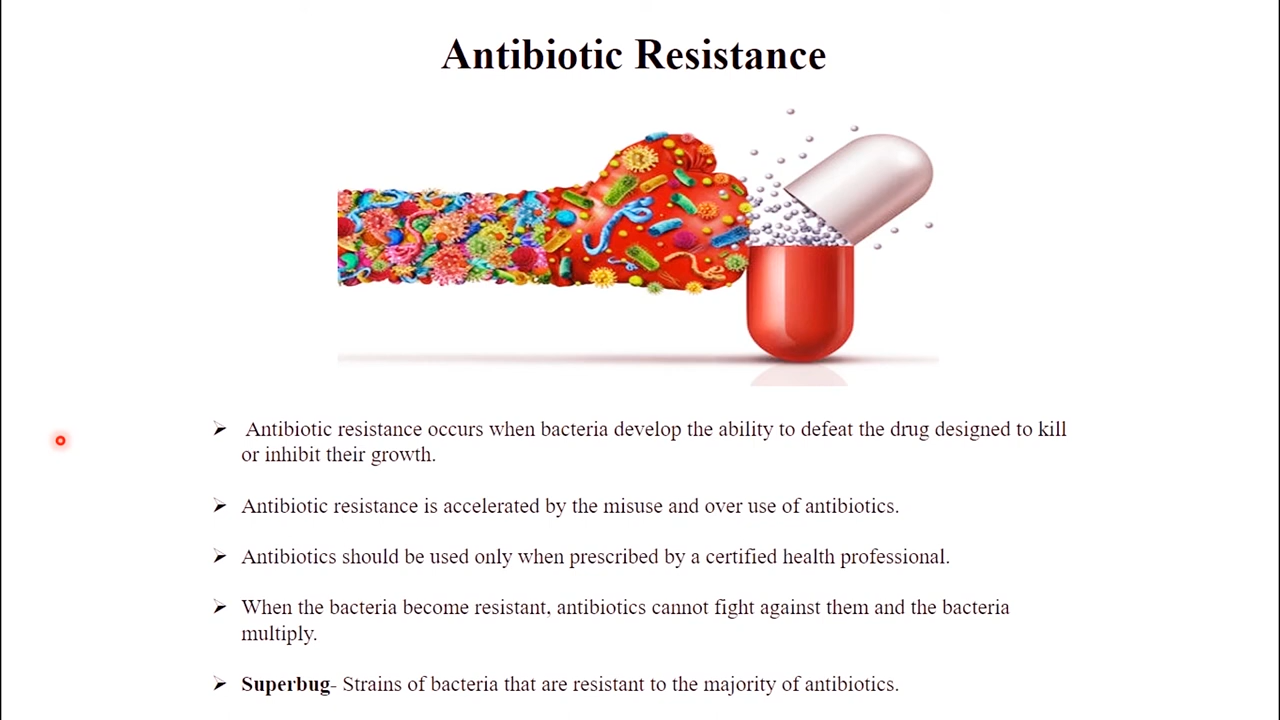 Antibiotic Resistance
➢ Antibiotic resistance occurs when bacteria develop the ability to defeat the drug designed to kill
or inhibit their growth.
➢ Antibiotic resistance is accelerated by the misuse and over use of antibiotics.
➢ Antibiotics should be used only when prescribed by a certified health professional.
➢ When the bacteria become resistant, antibiotics cannot fight against them and the bacteria
multiply.
➢ Superbug- Strains of bacteria that are resistant to the majority of antibiotics.